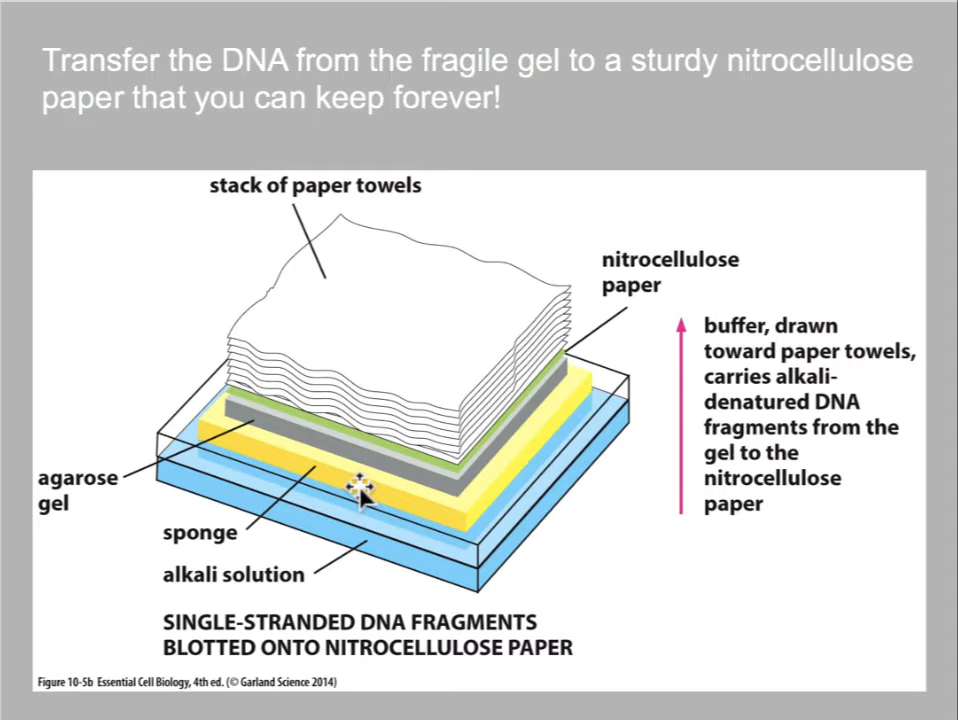 Transfer the DNA from the fragile gel to a sturdy nitrocellulose
paper that you can keep forever!
stack of paper towels
nitrocellulose
paper
buffer, drawn
toward paper towels,
carries alkali-
denatured DNA
fragments from the
gel to the
nitrocellulose
paper
agarose
gel
sponge
alkali solution
SINGLE-STRANDED DNA FRAGMENTS
BLOTTED ONTO NITROCELLULOSE PAPER
Figure 10-5b Essential Cell Biology, 4th ed. (© Garland Science 2014)